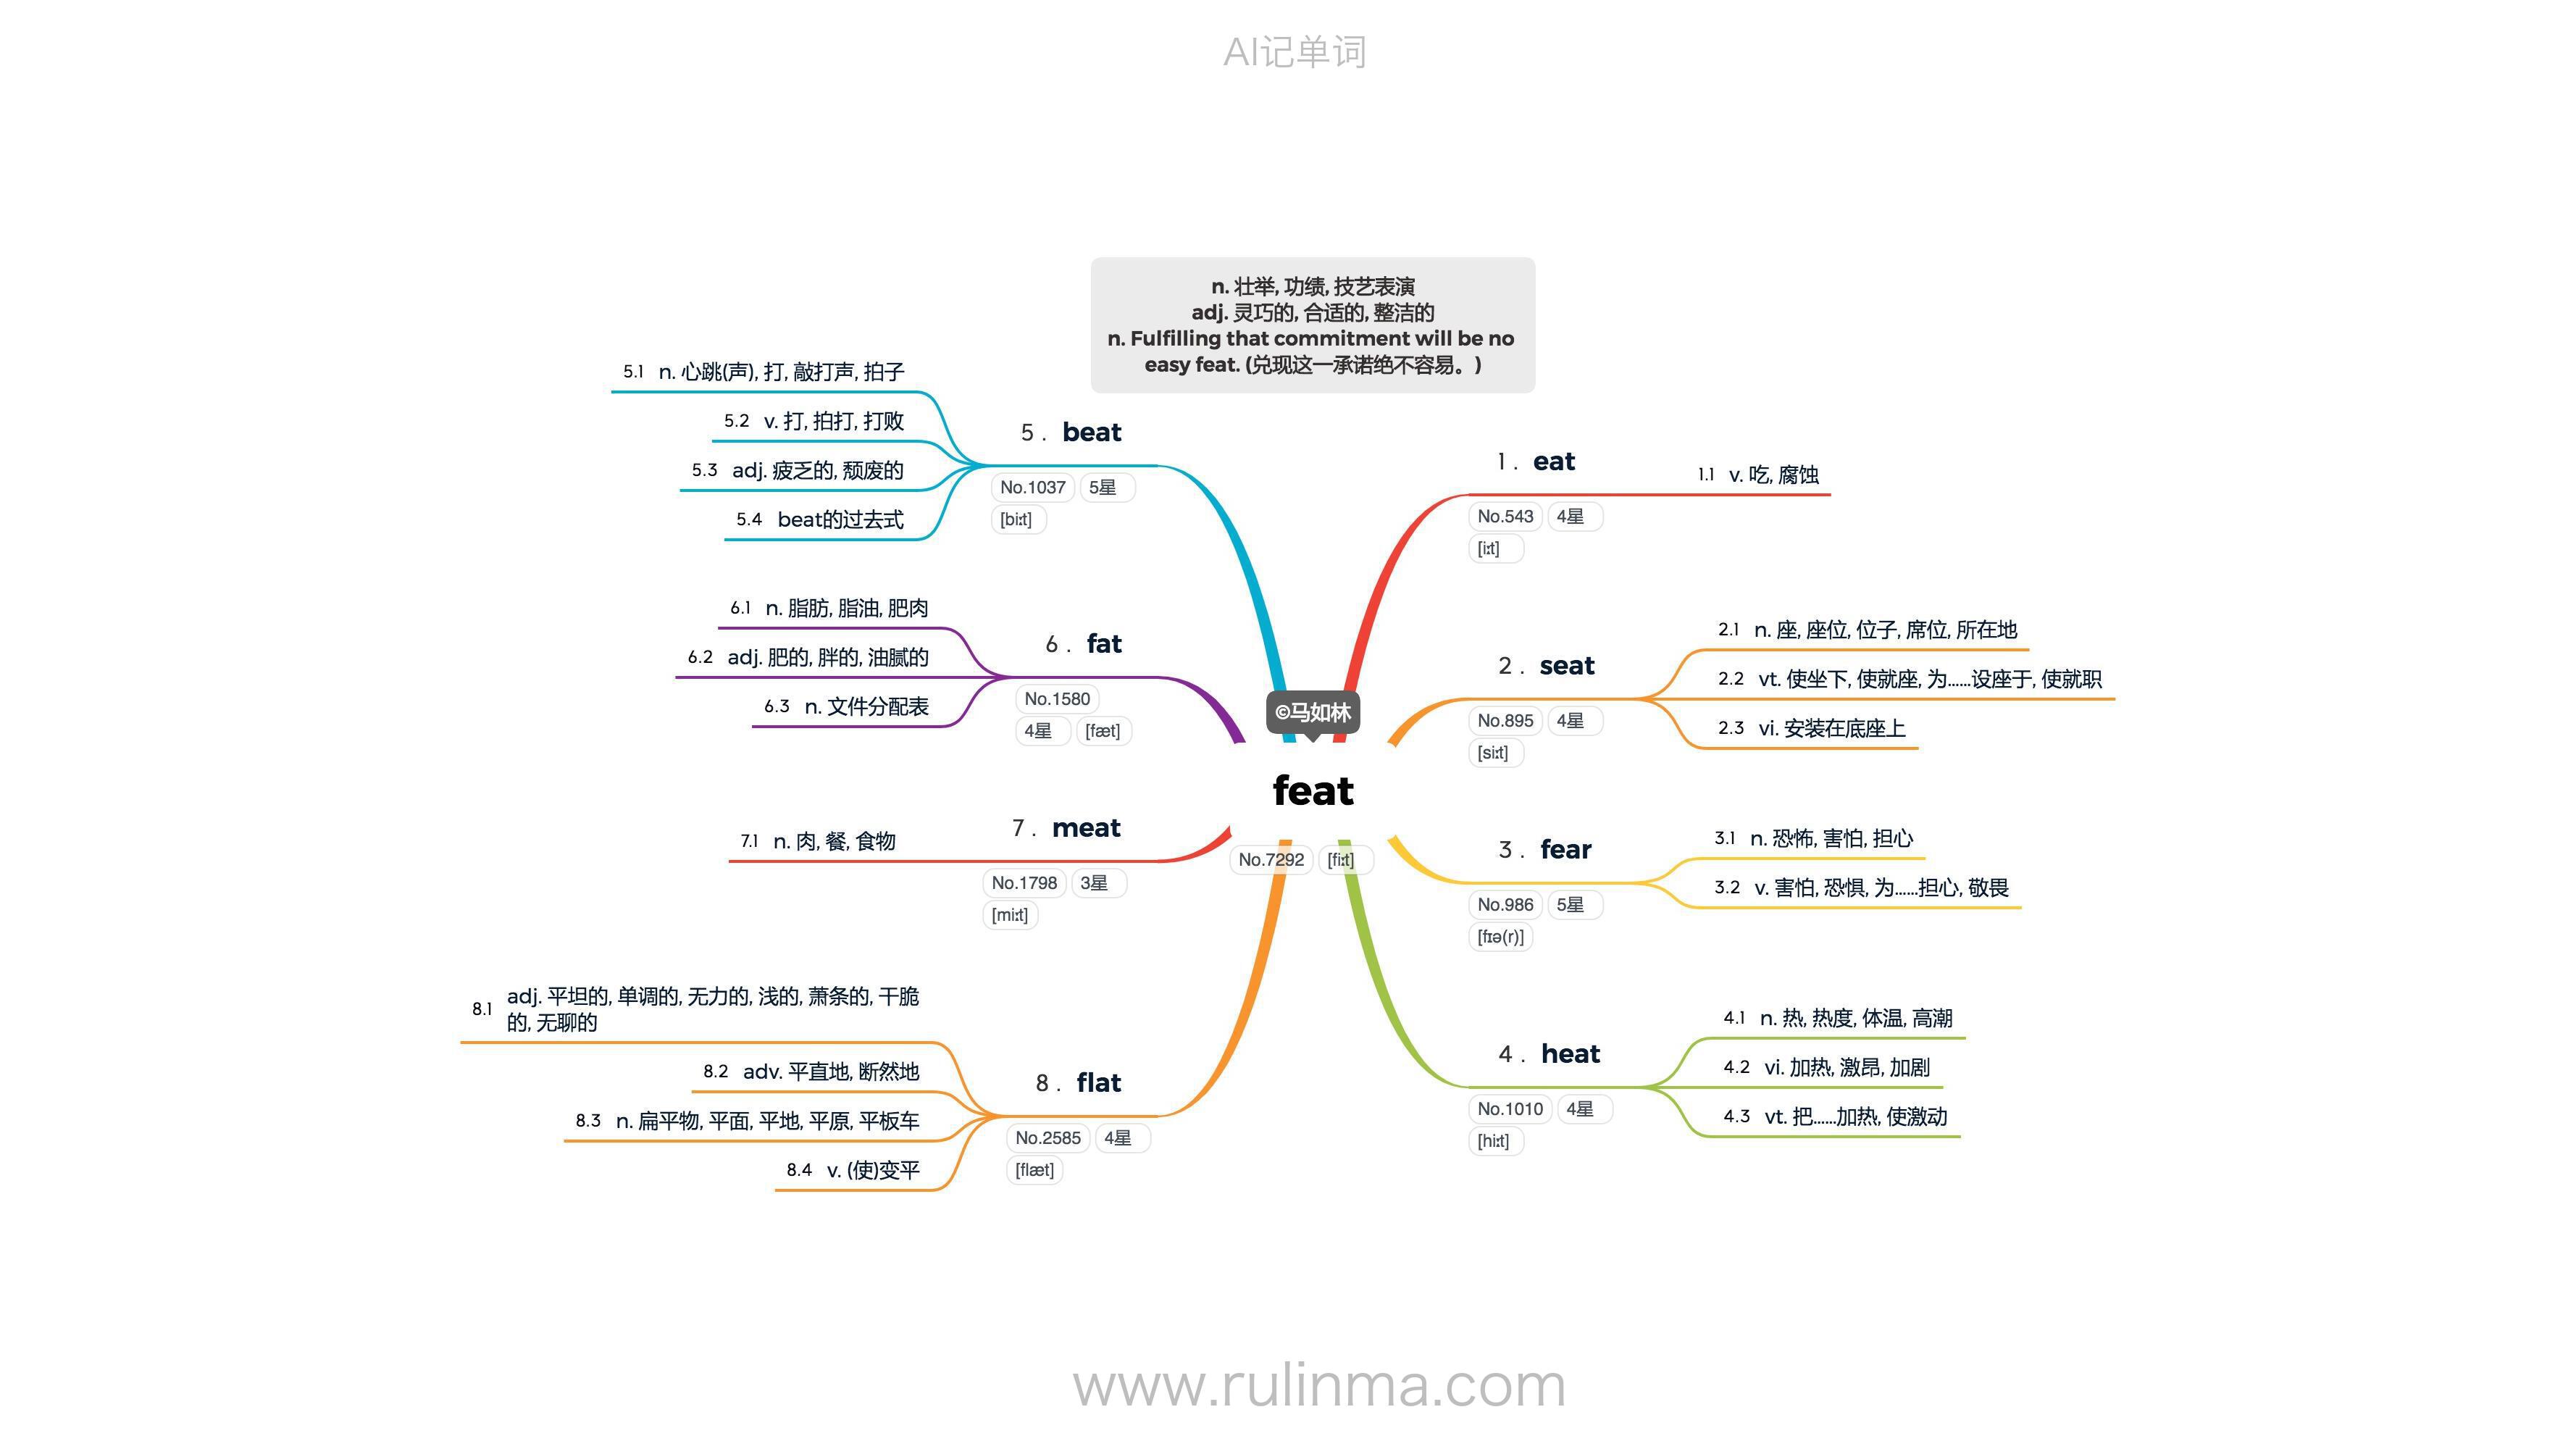 AI记单词
n. 壮举, 功绩, 技艺表演
adj. 灵巧的, 合适的, 整洁的
n. Fulfilling that commitment will be no
easy feat. (兑现这一承诺绝不容易。)
©马如林
feat
No.7292 [fiːt]
1 . eat
No.543 4星
[iːt]
1.1 v. 吃, 腐蚀
2 . seat
No.895 4星
[siːt]
2.1 n. 座, 座位, 位子, 席位, 所在地
2.2 vt. 使坐下, 使就座, 为……设座于, 使就职
2.3 vi. 安装在底座上
3 . fear
No.986 5星
[fɪə(r)]
3.1 n. 恐怖, 害怕, 担心
3.2 v. 害怕, 恐惧, 为……担心, 敬畏
4 . heat
No.1010 4星
[hiːt]
4.1 n. 热, 热度, 体温, 高潮
4.2 vi. 加热, 激昂, 加剧
4.3 vt. 把……加热, 使激动
5 . beat
No.1037 5星
[biːt]
5.1 n. 心跳(声), 打, 敲打声, 拍子
5.2 v. 打, 拍打, 打败
5.3 adj. 疲乏的, 颓废的
5.4 beat的过去式
6 . fat
No.1580
4星 [fæt]
6.1 n. 脂肪, 脂油, 肥肉
6.2 adj. 肥的, 胖的, 油腻的
6.3 n. 文件分配表
7 . meat
No.1798 3星
[miːt]
7.1 n. 肉, 餐, 食物
8 . flat
No.2585 4星
[flæt]
8.1 adj. 平坦的, 单调的, 无力的, 浅的, 萧条的, 干脆
的, 无聊的
8.2 adv. 平直地, 断然地
8.3 n. 扁平物, 平面, 平地, 平原, 平板车
8.4 v. (使)变平
www.rulinma.com